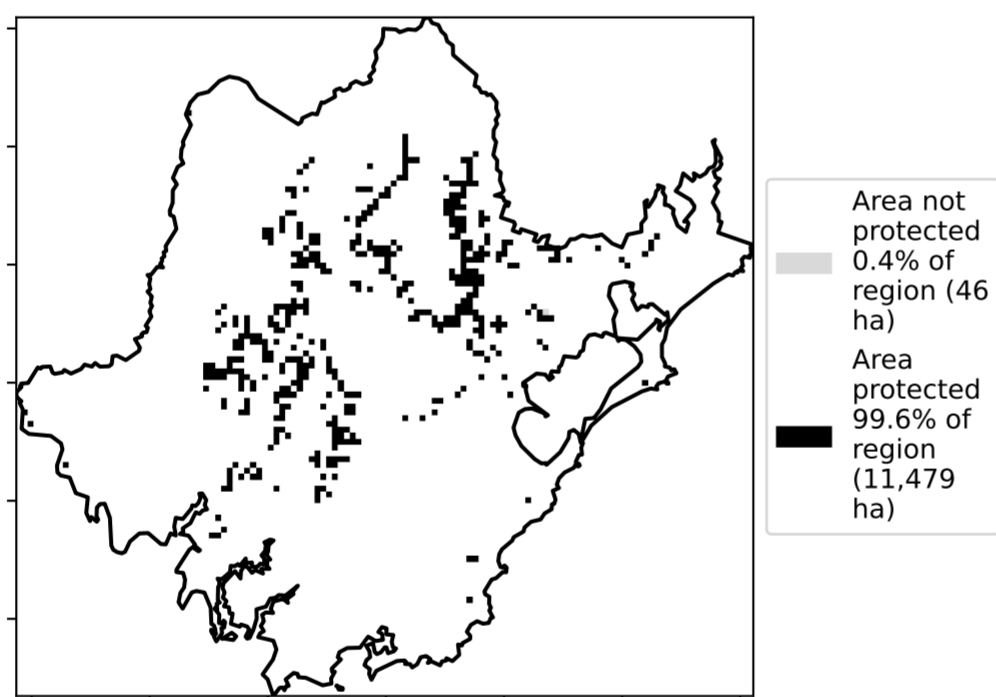 Area not
protected
0.4% of
region (46
ha)
Area
protected
99.6% of
region
(11,479
ha)